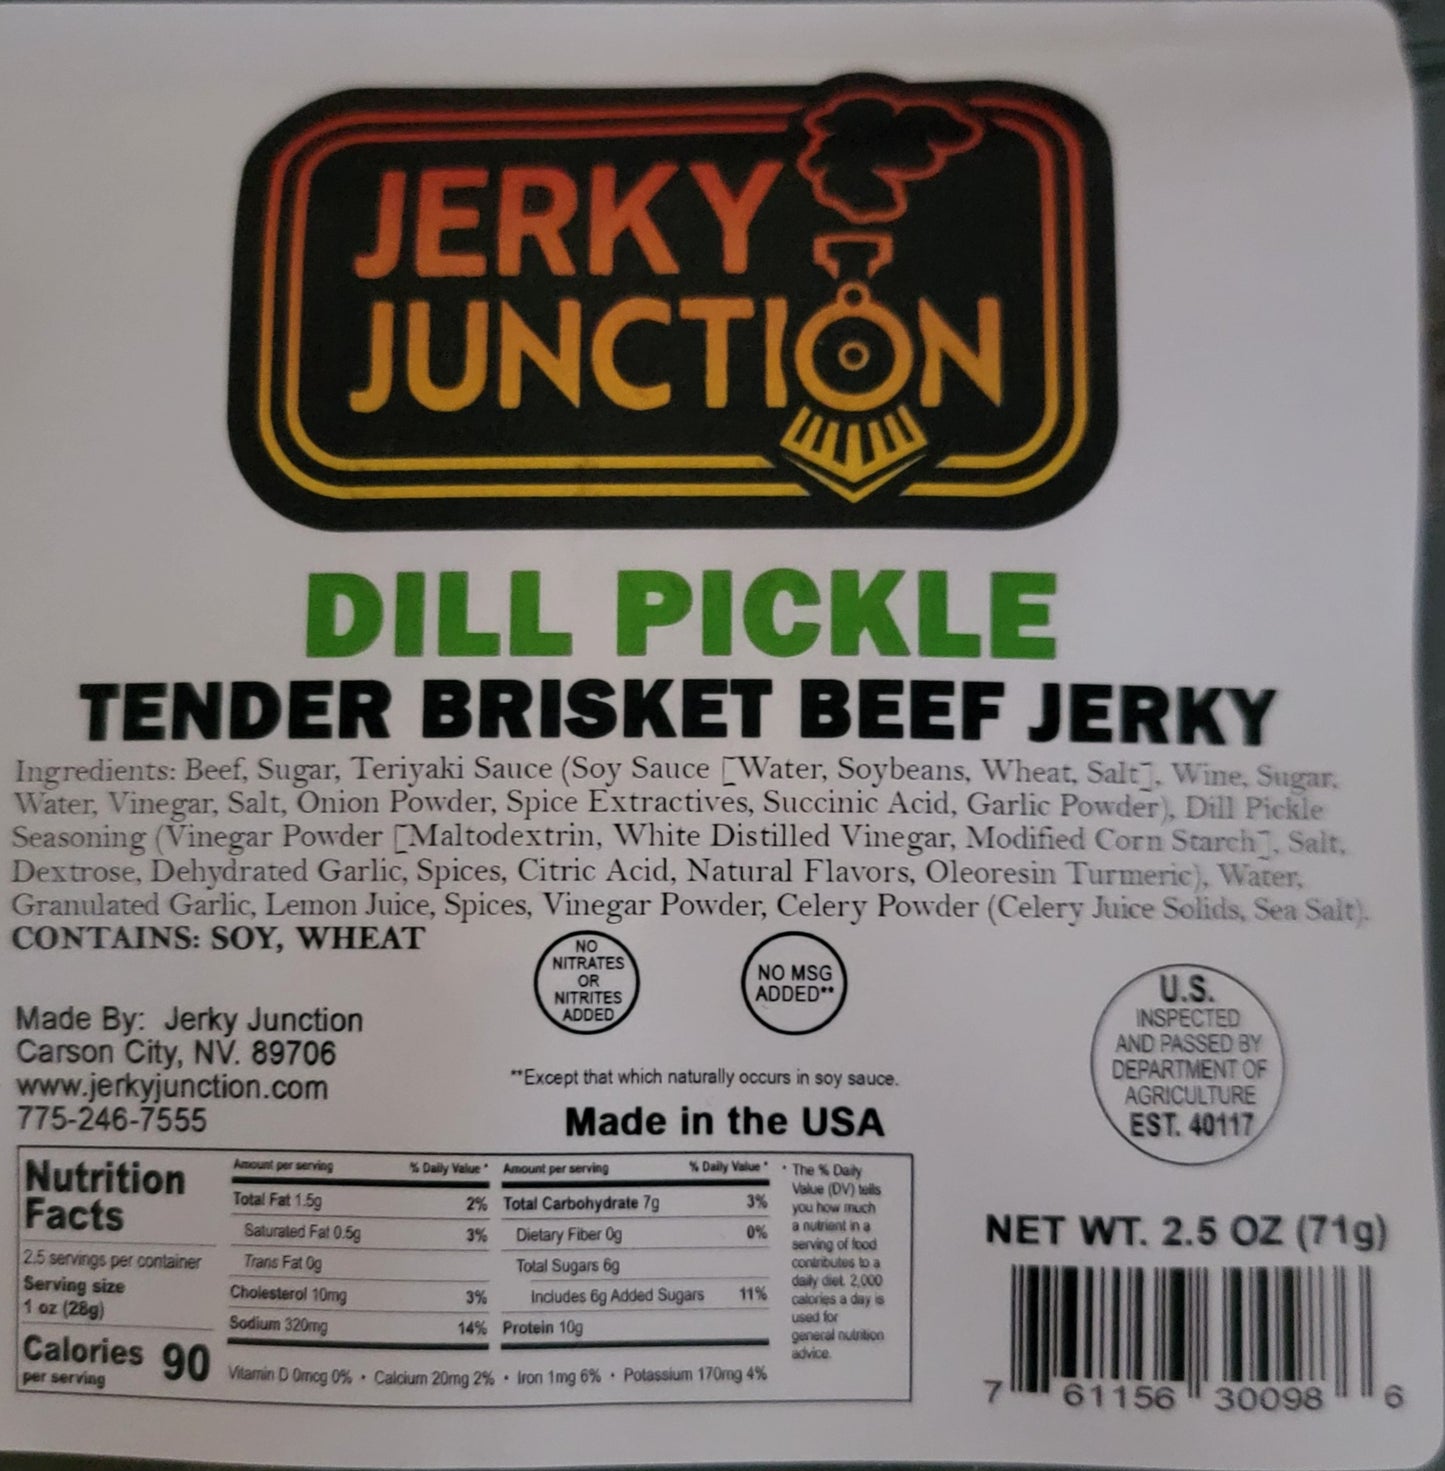 JERKY
JUNCTION
DILL PICKLE
TENDER BRISKET BEEF JERKY
Ingredients: Beef, Sugar, Teriyaki Sauce (Soy Sauce [Water, Soybeans, Wheat, Salt], Wine, Sugar,
Water, Vinegar, Salt, Onion Powder, Spice Extractives, Succinic Acid, Garlic Powder), Dill Pickle
Seasoning (Vinegar Powder [Maltodextrin, White Distilled Vinegar, Modified Corn Starch], Salt,
Dextrose, Dehydrated Garlic, Spices, Citric Acid, Natural Flavors, Oleoresin Turmeric), Water,
Granulated Garlic, Lemon Juice, Spices, Vinegar Powder, Celery Powder (Celery Juice Solids, Sea Salt).
CONTAINS: SOY, WHEAT
NO
NITRATES
OR
NITRITES
ADDED
NO MSG
ADDED**
**Except that which naturally occurs in soy sauce.
Made in the USA
Made By: Jerky Junction
Carson City, NV. 89706
www.jerkyjunction.com
775-246-7555
U.S.
INSPECTED
AND PASSED BY
DEPARTMENT OF
AGRICULTURE
EST. 40117
Nutrition
Facts
2.5 servings per container
Serving size
1 oz (28g)
Calories 90
per serving
Amount per serving % Daily Value*
Total Fat 1.5g 2%
Saturated Fat 0.5g 3%
Trans Fat 0g
Cholesterol 10mg 3%
Sodium 320mg 14%
Amount per serving % Daily Value*
Total Carbohydrate 7g 3%
Dietary Fiber 0g 0%
Total Sugars 6g
Includes 6g Added Sugars 11%
Protein 10g
Vitamin D 0mcg 0% • Calcium 20mg 2% • Iron 1mg 6% • Potassium 170mg 4%
* The % Daily
Value (DV) tells
you how much
a nutrient in a
serving of food
contributes to a
daily diet. 2,000
calories a day is
used for
general nutrition
advice.
NET WT. 2.5 OZ (71g)
7 61156 30098 6